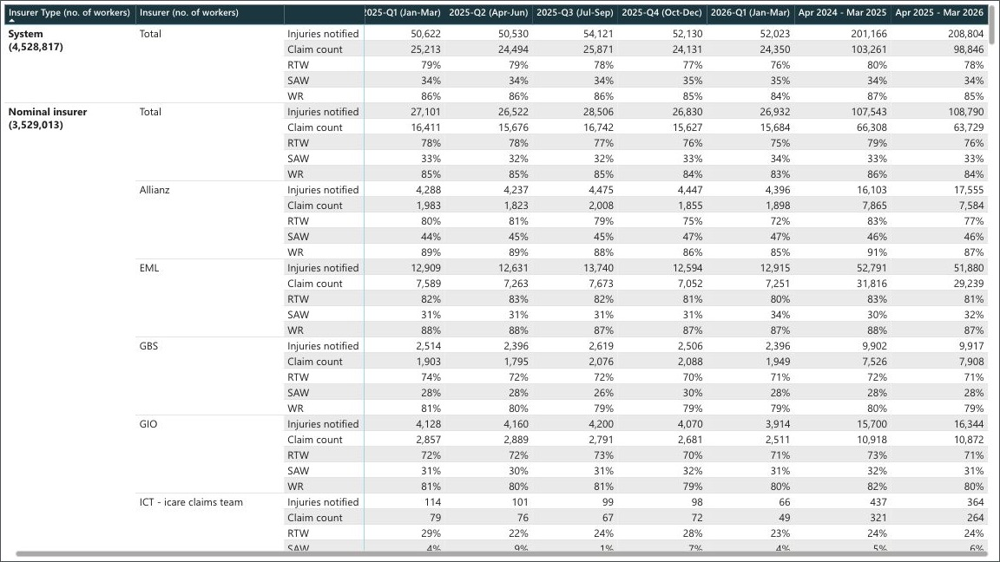 Insurer Type (no. of workers) Insurer (no. of workers) 2025-Q1 (Jan-Mar) 2025-Q2 (Apr-Jun) 2025-Q3 (Jul-Sep) 2025-Q4 (Oct-Dec) 2026-Q1 (Jan-Mar) Apr 2024 - Mar 2025 Apr 2025 - Mar 2026
System Total Injuries notified 50,622 50,530 54,121 52,130 52,023 201,166 208,804
(4,528,817) Claim count 25,213 24,494 25,871 24,131 24,350 103,261 98,846
RTW 79% 79% 78% 77% 76% 80% 78%
SAW 34% 34% 34% 35% 35% 34% 34%
WR 86% 86% 86% 85% 84% 87% 85%
Nominal insurer Total Injuries notified 27,101 26,522 28,506 26,830 26,932 107,543 108,790
(3,529,013) Claim count 16,411 15,676 16,742 15,627 15,684 66,308 63,729
RTW 78% 78% 77% 76% 75% 79% 76%
SAW 33% 32% 32% 33% 34% 33% 33%
WR 85% 85% 85% 84% 83% 86% 84%
Allianz Injuries notified 4,288 4,237 4,475 4,447 4,396 16,103 17,555
Claim count 1,983 1,823 2,008 1,855 1,898 7,865 7,584
RTW 80% 81% 79% 75% 72% 83% 77%
SAW 44% 45% 45% 47% 47% 46% 46%
WR 89% 89% 88% 86% 85% 91% 87%
EML Injuries notified 12,909 12,631 13,740 12,594 12,915 52,791 51,880
Claim count 7,589 7,263 7,673 7,052 7,251 31,816 29,239
RTW 82% 83% 82% 81% 80% 83% 81%
SAW 31% 31% 31% 31% 34% 30% 32%
WR 88% 88% 87% 87% 87% 88% 87%
GBS Injuries notified 2,514 2,396 2,619 2,506 2,396 9,902 9,917
Claim count 1,903 1,795 2,076 2,088 1,949 7,526 7,908
RTW 74% 72% 72% 70% 71% 72% 71%
SAW 28% 28% 26% 30% 28% 28% 28%
WR 81% 80% 79% 79% 79% 80% 79%
GIO Injuries notified 4,128 4,160 4,200 4,070 3,914 15,700 16,344
Claim count 2,857 2,889 2,791 2,681 2,511 10,918 10,872
RTW 72% 72% 73% 70% 71% 73% 71%
SAW 31% 30% 31% 32% 31% 32% 31%
WR 81% 80% 81% 79% 80% 82% 80%
ICT - icare claims team Injuries notified 114 101 99 98 66 437 364
Claim count 79 76 67 72 49 321 264
RTW 29% 22% 24% 28% 23% 24% 24%
SAW 4% 9% 1% 7% 4% 5% 6%